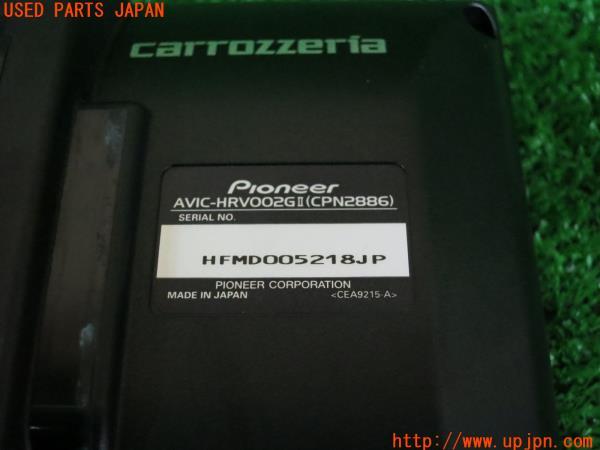 USED PARTS JAPAN
carrozzeria
Pioneer
AVIC-HRV002GⅡ(CPN2886)
SERIAL NO.
HFMD005218JP
PIONEER CORPORATION
MADE IN JAPAN <CEA9215-A>
http://www.upjpn.com/